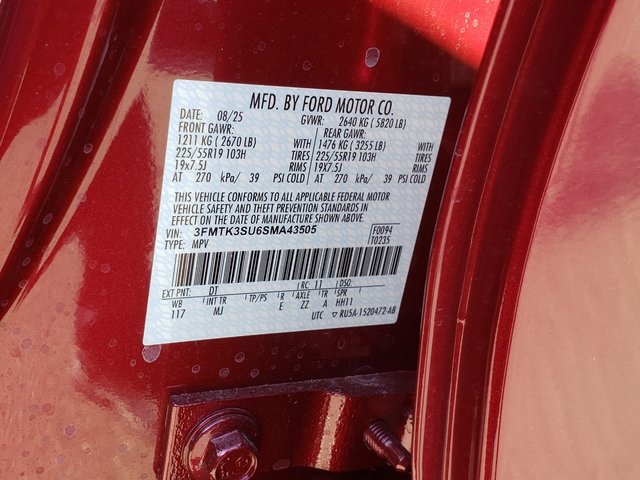 MFD. BY FORD MOTOR CO.
DATE: 08/25 GVWR: 2640 KG ( 5820 LB)
FRONT GAWR: REAR GAWR:
1211 KG ( 2670 LB) WITH 1476 KG ( 3255 LB) WITH
225/55R19 103H TIRES 225/55R19 103H TIRES
19x7.5J RIMS 19X7.5J RIMS
AT 270 kPa/ 39 PSI COLD AT 270 kPa/ 39 PSI COLD
THIS VEHICLE CONFORMS TO ALL APPLICABLE FEDERAL MOTOR
VEHICLE SAFETY AND THEFT PREVENTION STANDARDS IN
EFFECT ON THE DATE OF MANUFACTURE SHOWN ABOVE.
VIN: 3FMTK3SU6SMA43505 F0094
TYPE: MPV T0235
EXT PNT: DT RC: 11 DSO:
WB INT TR TP/PS R AXLE TR SPR
117 MJ E ZZ A HH11
UTC ▽ RU5A-1520472-AB